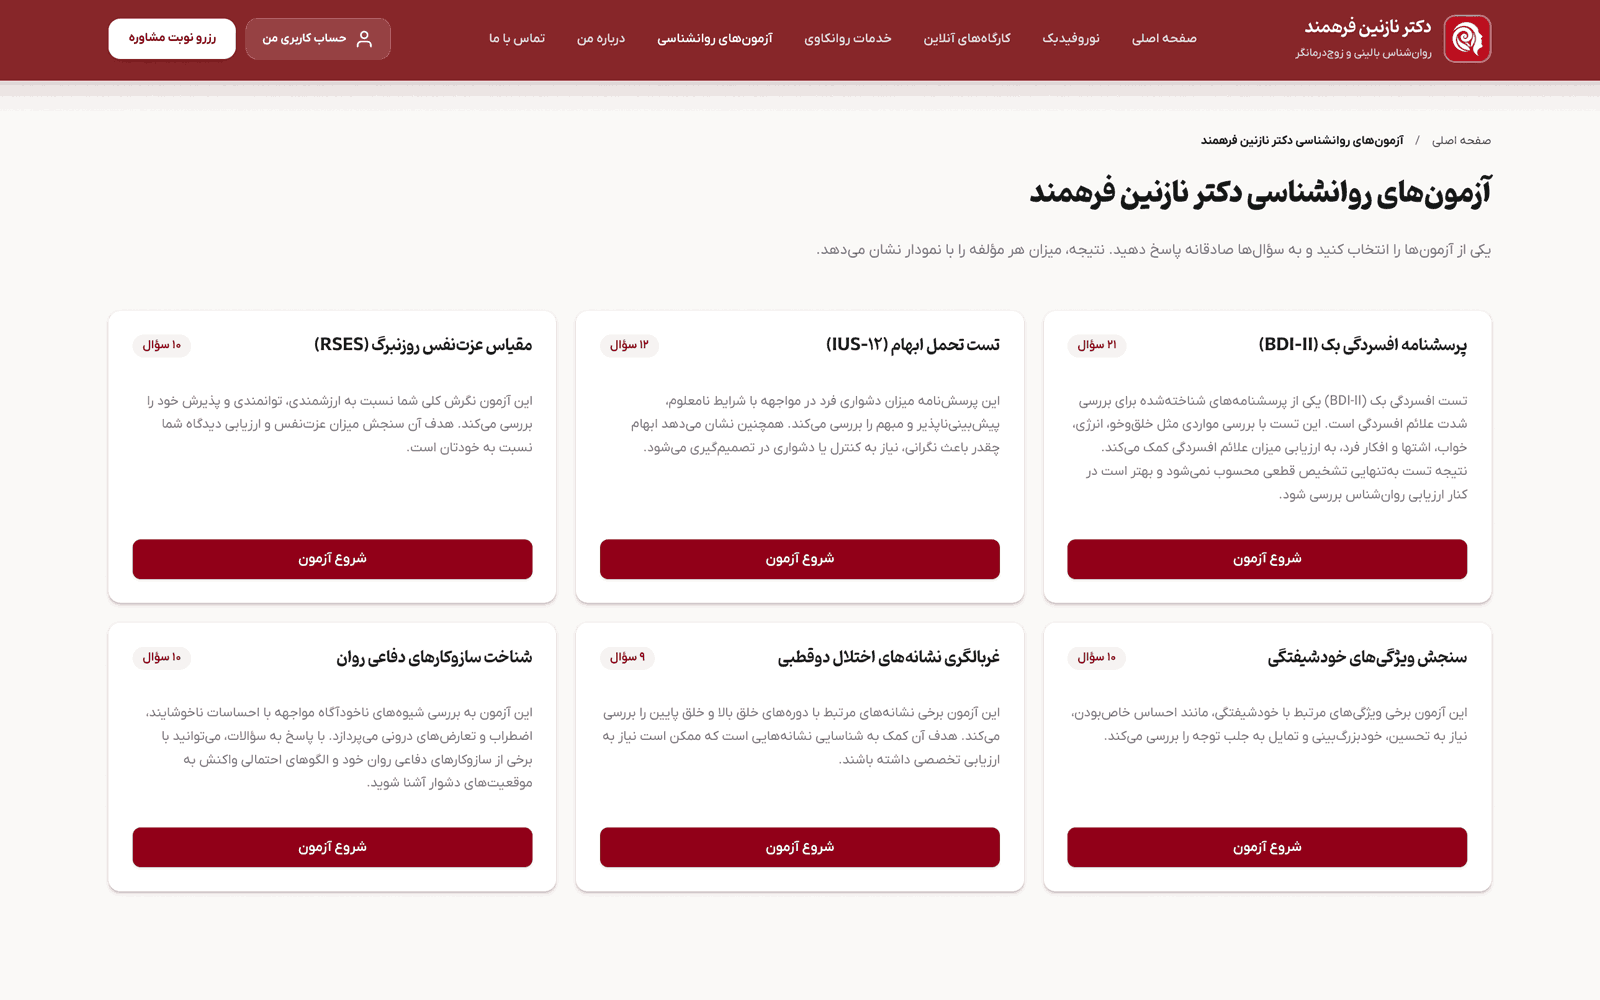 دکتر نازنین فرهمند
روان‌شناس بالینی و زوج‌درمانگر
صفحه اصلی
نوروفیدبک
کارگاه‌های آنلاین
خدمات روانکاوی
آزمون‌های روانشناسی
درباره من
تماس با ما
حساب کاربری من
رزرو نوبت مشاوره
صفحه اصلی / آزمون‌های روانشناسی دکتر نازنین فرهمند
آزمون‌های روانشناسی دکتر نازنین فرهمند
یکی از آزمون‌ها را انتخاب کنید و به سؤال‌ها صادقانه پاسخ دهید. نتیجه، میزان هر مؤلفه را با نمودار نشان می‌دهد.
پرسشنامه افسردگی بک (BDI-II)
۲۱ سؤال
تست افسردگی بک (BDI-II) یکی از پرسشنامه‌های شناخته‌شده برای بررسی
شدت علائم افسردگی است. این تست با بررسی مواردی مثل خلق‌وخو، انرژی،
خواب، اشتها و افکار فرد، به ارزیابی میزان علائم افسردگی کمک می‌کند.
نتیجه تست به‌تنهایی تشخیص قطعی محسوب نمی‌شود و بهتر است در
کنار ارزیابی روان‌شناس بررسی شود.
شروع آزمون
تست تحمل ابهام (IUS-۱۲)
۱۲ سؤال
این پرسش‌نامه میزان دشواری فرد در مواجهه با شرایط نامعلوم،
پیش‌بینی‌ناپذیر و مبهم را بررسی می‌کند. همچنین نشان می‌دهد ابهام
چقدر باعث نگرانی، نیاز به کنترل یا دشواری در تصمیم‌گیری می‌شود.
شروع آزمون
مقیاس عزت‌نفس روزنبرگ (RSES)
۱۰ سؤال
این آزمون نگرش کلی شما نسبت به ارزشمندی، توانمندی و پذیرش خود را
بررسی می‌کند. هدف آن سنجش میزان عزت‌نفس و ارزیابی دیدگاه شما
نسبت به خودتان است.
شروع آزمون
سنجش ویژگی‌های خودشیفتگی
۱۰ سؤال
این آزمون برخی ویژگی‌های مرتبط با خودشیفتگی، مانند احساس خاص‌بودن،
نیاز به تحسین، خودبزرگ‌بینی و تمایل به جلب توجه را بررسی می‌کند.
شروع آزمون
غربالگری نشانه‌های اختلال دوقطبی
۹ سؤال
این آزمون برخی نشانه‌های مرتبط با دوره‌های خلق بالا و خلق پایین را بررسی
می‌کند. هدف آن کمک به شناسایی نشانه‌هایی است که ممکن است نیاز به
ارزیابی تخصصی داشته باشند.
شروع آزمون
شناخت سازوکارهای دفاعی روان
۱۰ سؤال
این آزمون به بررسی شیوه‌های ناخودآگاه مواجهه با احساسات ناخوشایند،
اضطراب و تعارض‌های درونی می‌پردازد. با پاسخ به سؤالات، می‌توانید با
برخی از سازوکارهای دفاعی روان خود و الگوهای احتمالی واکنش به
موقعیت‌های دشوار آشنا شوید.
شروع آزمون